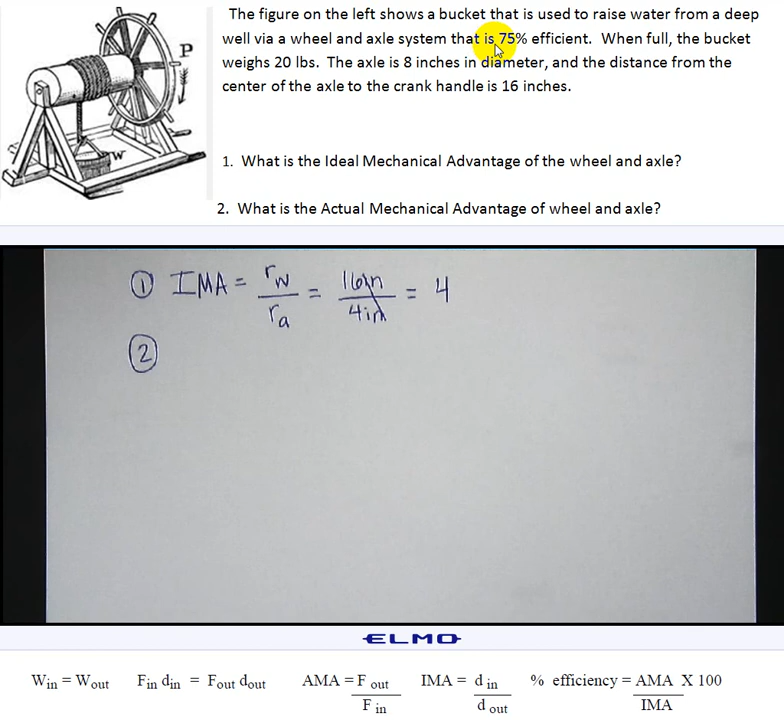 The figure on the left shows a bucket that is used to raise water from a deep
well via a wheel and axle system that is 75% efficient. When full, the bucket
weighs 20 lbs. The axle is 8 inches in diameter, and the distance from the
center of the axle to the crank handle is 16 inches.
P
W
1. What is the Ideal Mechanical Advantage of the wheel and axle?
2. What is the Actual Mechanical Advantage of wheel and axle?
① IMA = rw / ra = 16in / 4in = 4
②
ELMO
Win = Wout Fin din = Fout dout AMA = F out / F in IMA = d in / d out % efficiency = AMA / IMA X 100